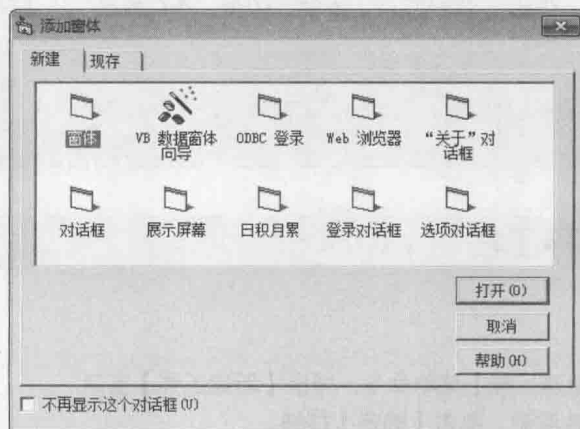 添加窗体
新建 现存
窗体 VB 数据窗体向导 ODBC 登录 Web 浏览器 “关于”对话框
对话框 展示屏幕 日积月累 登录对话框 选项对话框
打开(O)
取消
帮助(H)
不再显示这个对话框(V)